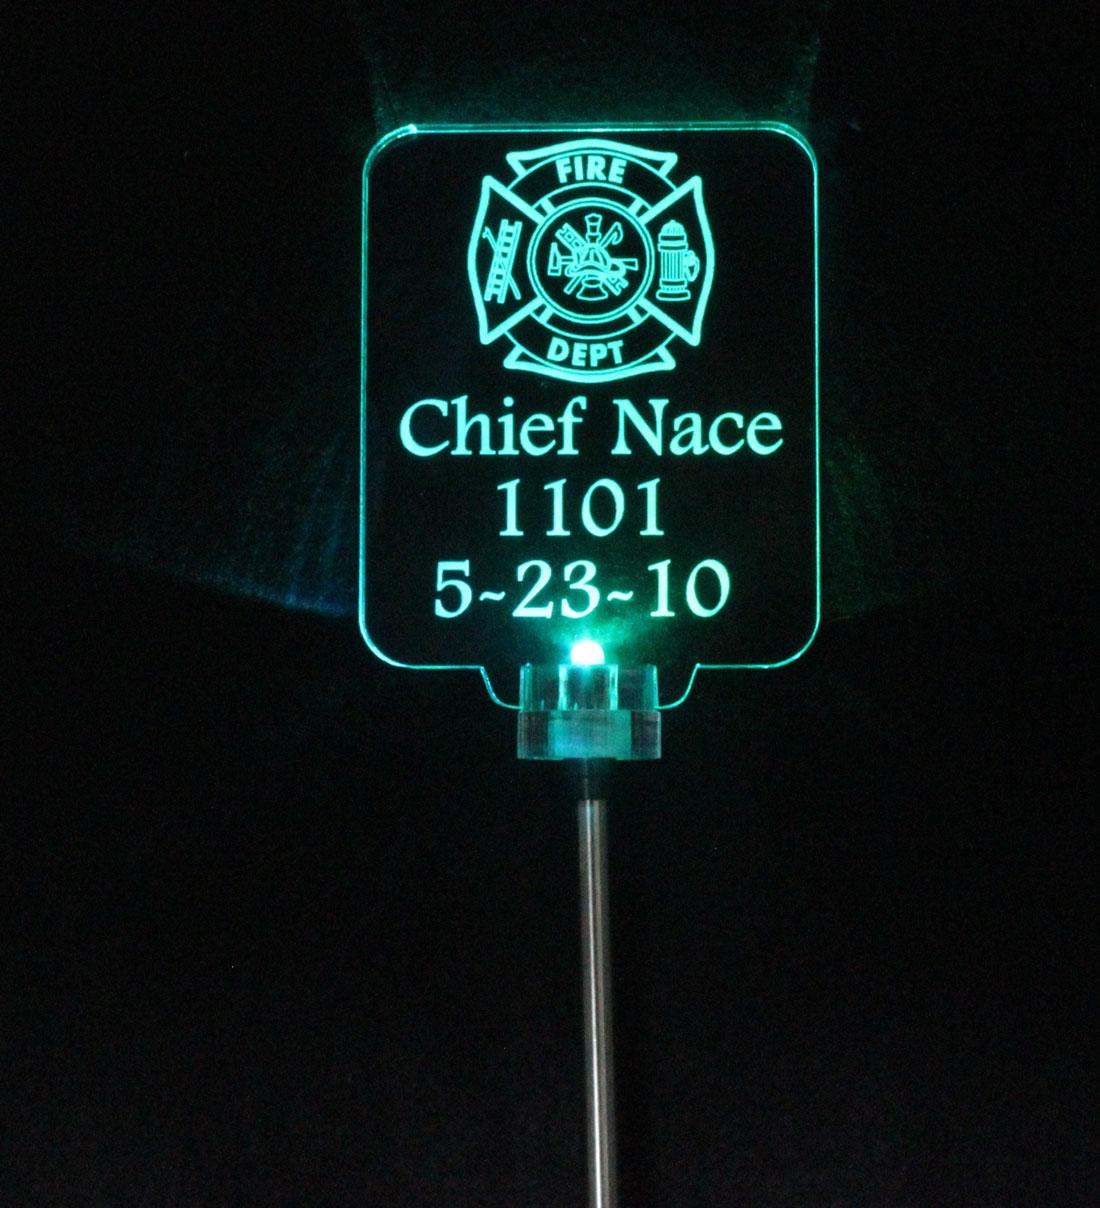 FIRE
DEPT
Chief Nace
1101
5~23~10